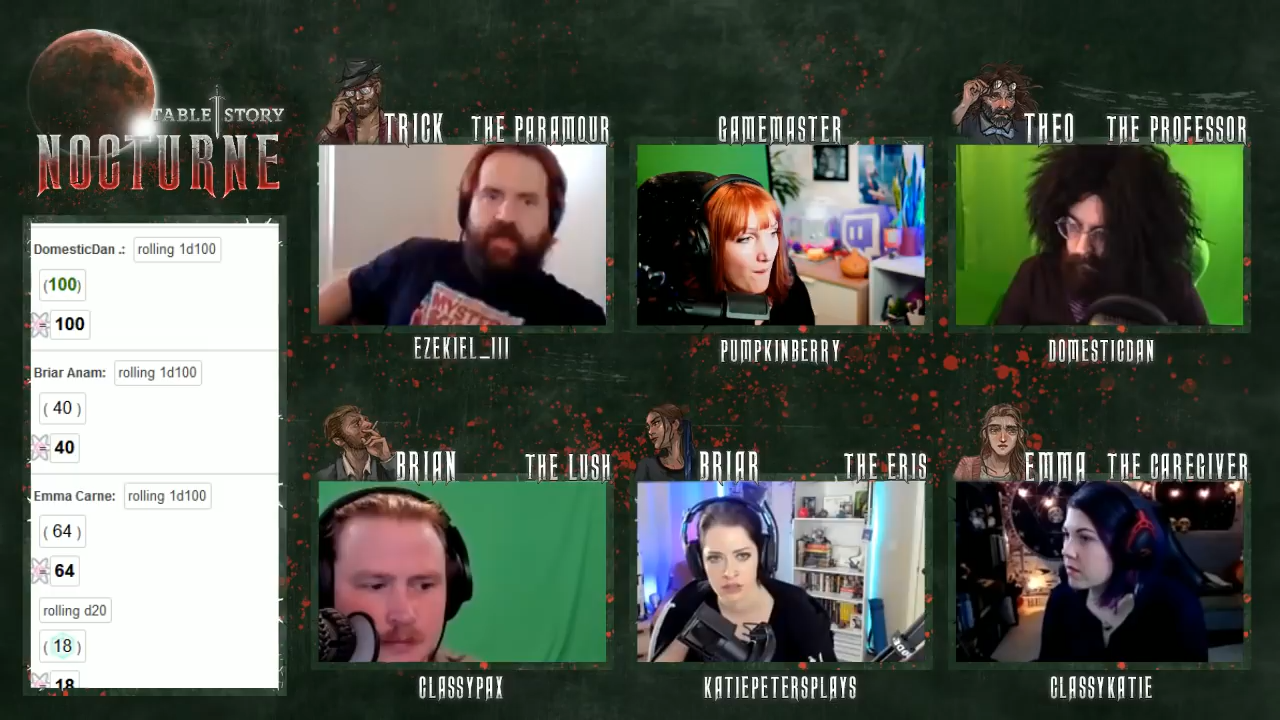 TABLE STORY
NOCTURNE
DomesticDan .: rolling 1d100
(100)
= 100
Briar Anam: rolling 1d100
( 40 )
= 40
Emma Carne: rolling 1d100
( 64 )
= 64
rolling d20
( 18 )
= 18
TRICK THE PARAMOUR
EZEKIEL_III
GAMEMASTER
PUMPKINBERRY
THEO THE PROFESSOR
DOMESTICDAN
BRIAN THE LUSH
CLASSYPAX
BRIAR THE ERIS
KATIEPETERSPLAYS
EMMA THE CAREGIVER
CLASSYKATIE